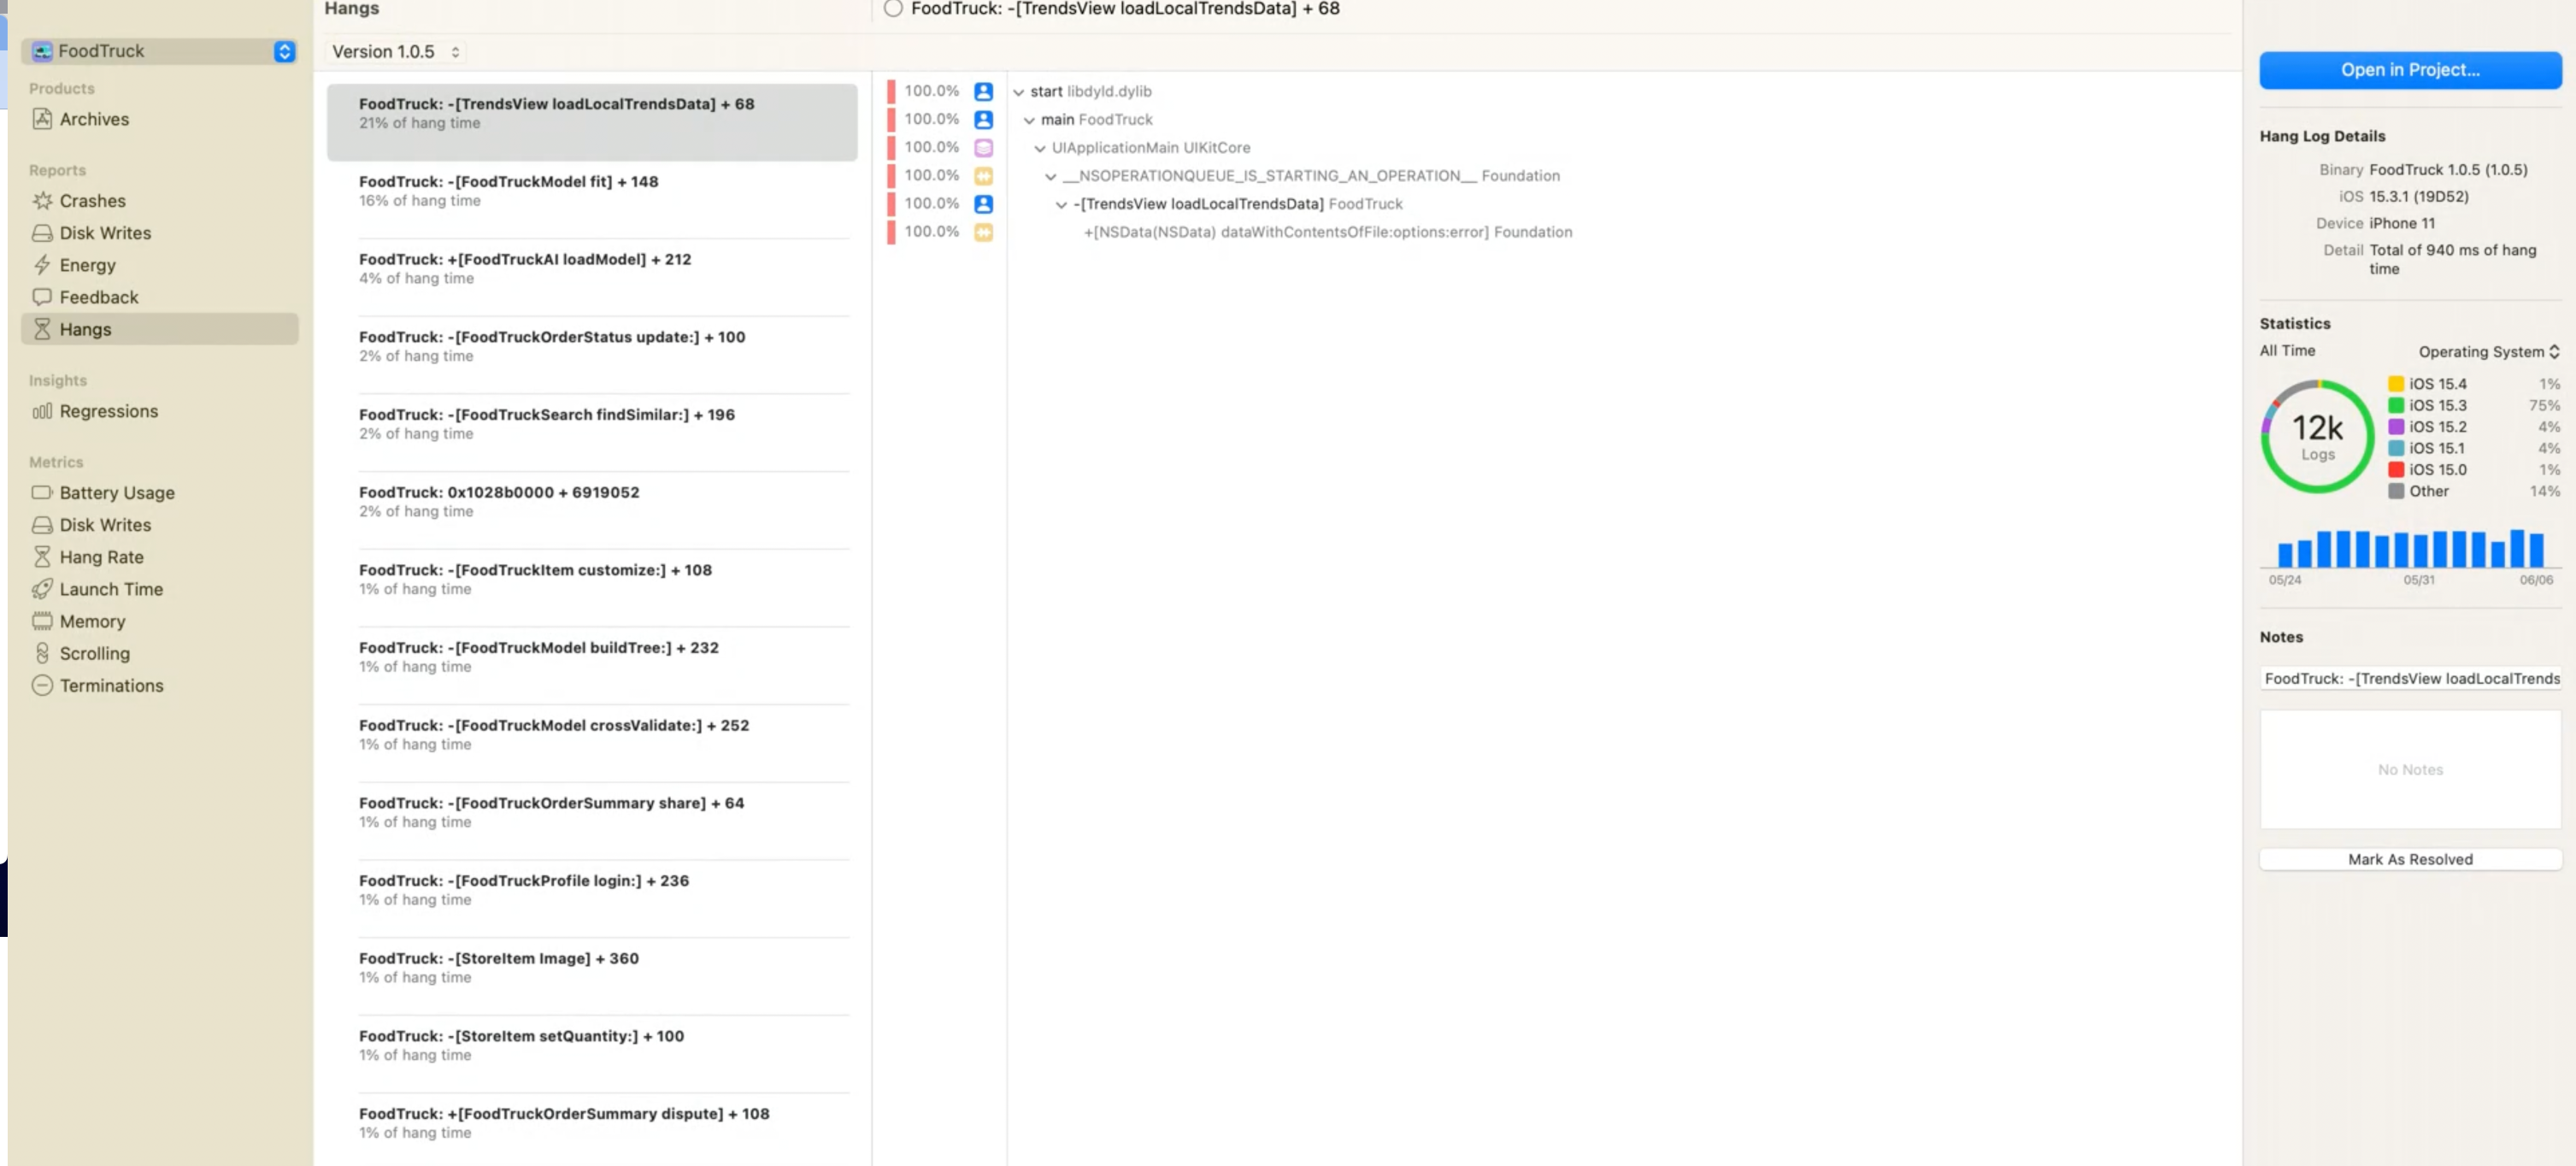 FoodTruck
Products
Archives
Reports
Crashes
Disk Writes
Energy
Feedback
Hangs
Insights
Regressions
Metrics
Battery Usage
Disk Writes
Hang Rate
Launch Time
Memory
Scrolling
Terminations
Hangs
Version 1.0.5
FoodTruck: -[TrendsView loadLocalTrendsData] + 68
21% of hang time
FoodTruck: -[FoodTruckModel fit] + 148
16% of hang time
FoodTruck: +[FoodTruckAI loadModel] + 212
4% of hang time
FoodTruck: -[FoodTruckOrderStatus update:] + 100
2% of hang time
FoodTruck: -[FoodTruckSearch findSimilar:] + 196
2% of hang time
FoodTruck: 0x1028b0000 + 6919052
2% of hang time
FoodTruck: -[FoodTruckItem customize:] + 108
1% of hang time
FoodTruck: -[FoodTruckModel buildTree:] + 232
1% of hang time
FoodTruck: -[FoodTruckModel crossValidate:] + 252
1% of hang time
FoodTruck: -[FoodTruckOrderSummary share] + 64
1% of hang time
FoodTruck: -[FoodTruckProfile login:] + 236
1% of hang time
FoodTruck: -[StoreItem Image] + 360
1% of hang time
FoodTruck: -[StoreItem setQuantity:] + 100
1% of hang time
FoodTruck: +[FoodTruckOrderSummary dispute] + 108
1% of hang time
FoodTruck: -[TrendsView loadLocalTrendsData] + 68
100.0% start libdyld.dylib
100.0% main FoodTruck
100.0% UIApplicationMain UIKitCore
100.0% __NSOPERATIONQUEUE_IS_STARTING_AN_OPERATION__ Foundation
100.0% -[TrendsView loadLocalTrendsData] FoodTruck
100.0% +[NSData(NSData) dataWithContentsOfFile:options:error] Foundation
Open in Project...
Hang Log Details
Binary FoodTruck 1.0.5 (1.0.5)
iOS 15.3.1 (19D52)
Device iPhone 11
Detail Total of 940 ms of hang
time
Statistics
All Time Operating System
12k
Logs
iOS 15.4 1%
iOS 15.3 75%
iOS 15.2 4%
iOS 15.1 4%
iOS 15.0 1%
Other 14%
05/24 05/31 06/06
Notes
FoodTruck: -[TrendsView loadLocalTrends
No Notes
Mark As Resolved